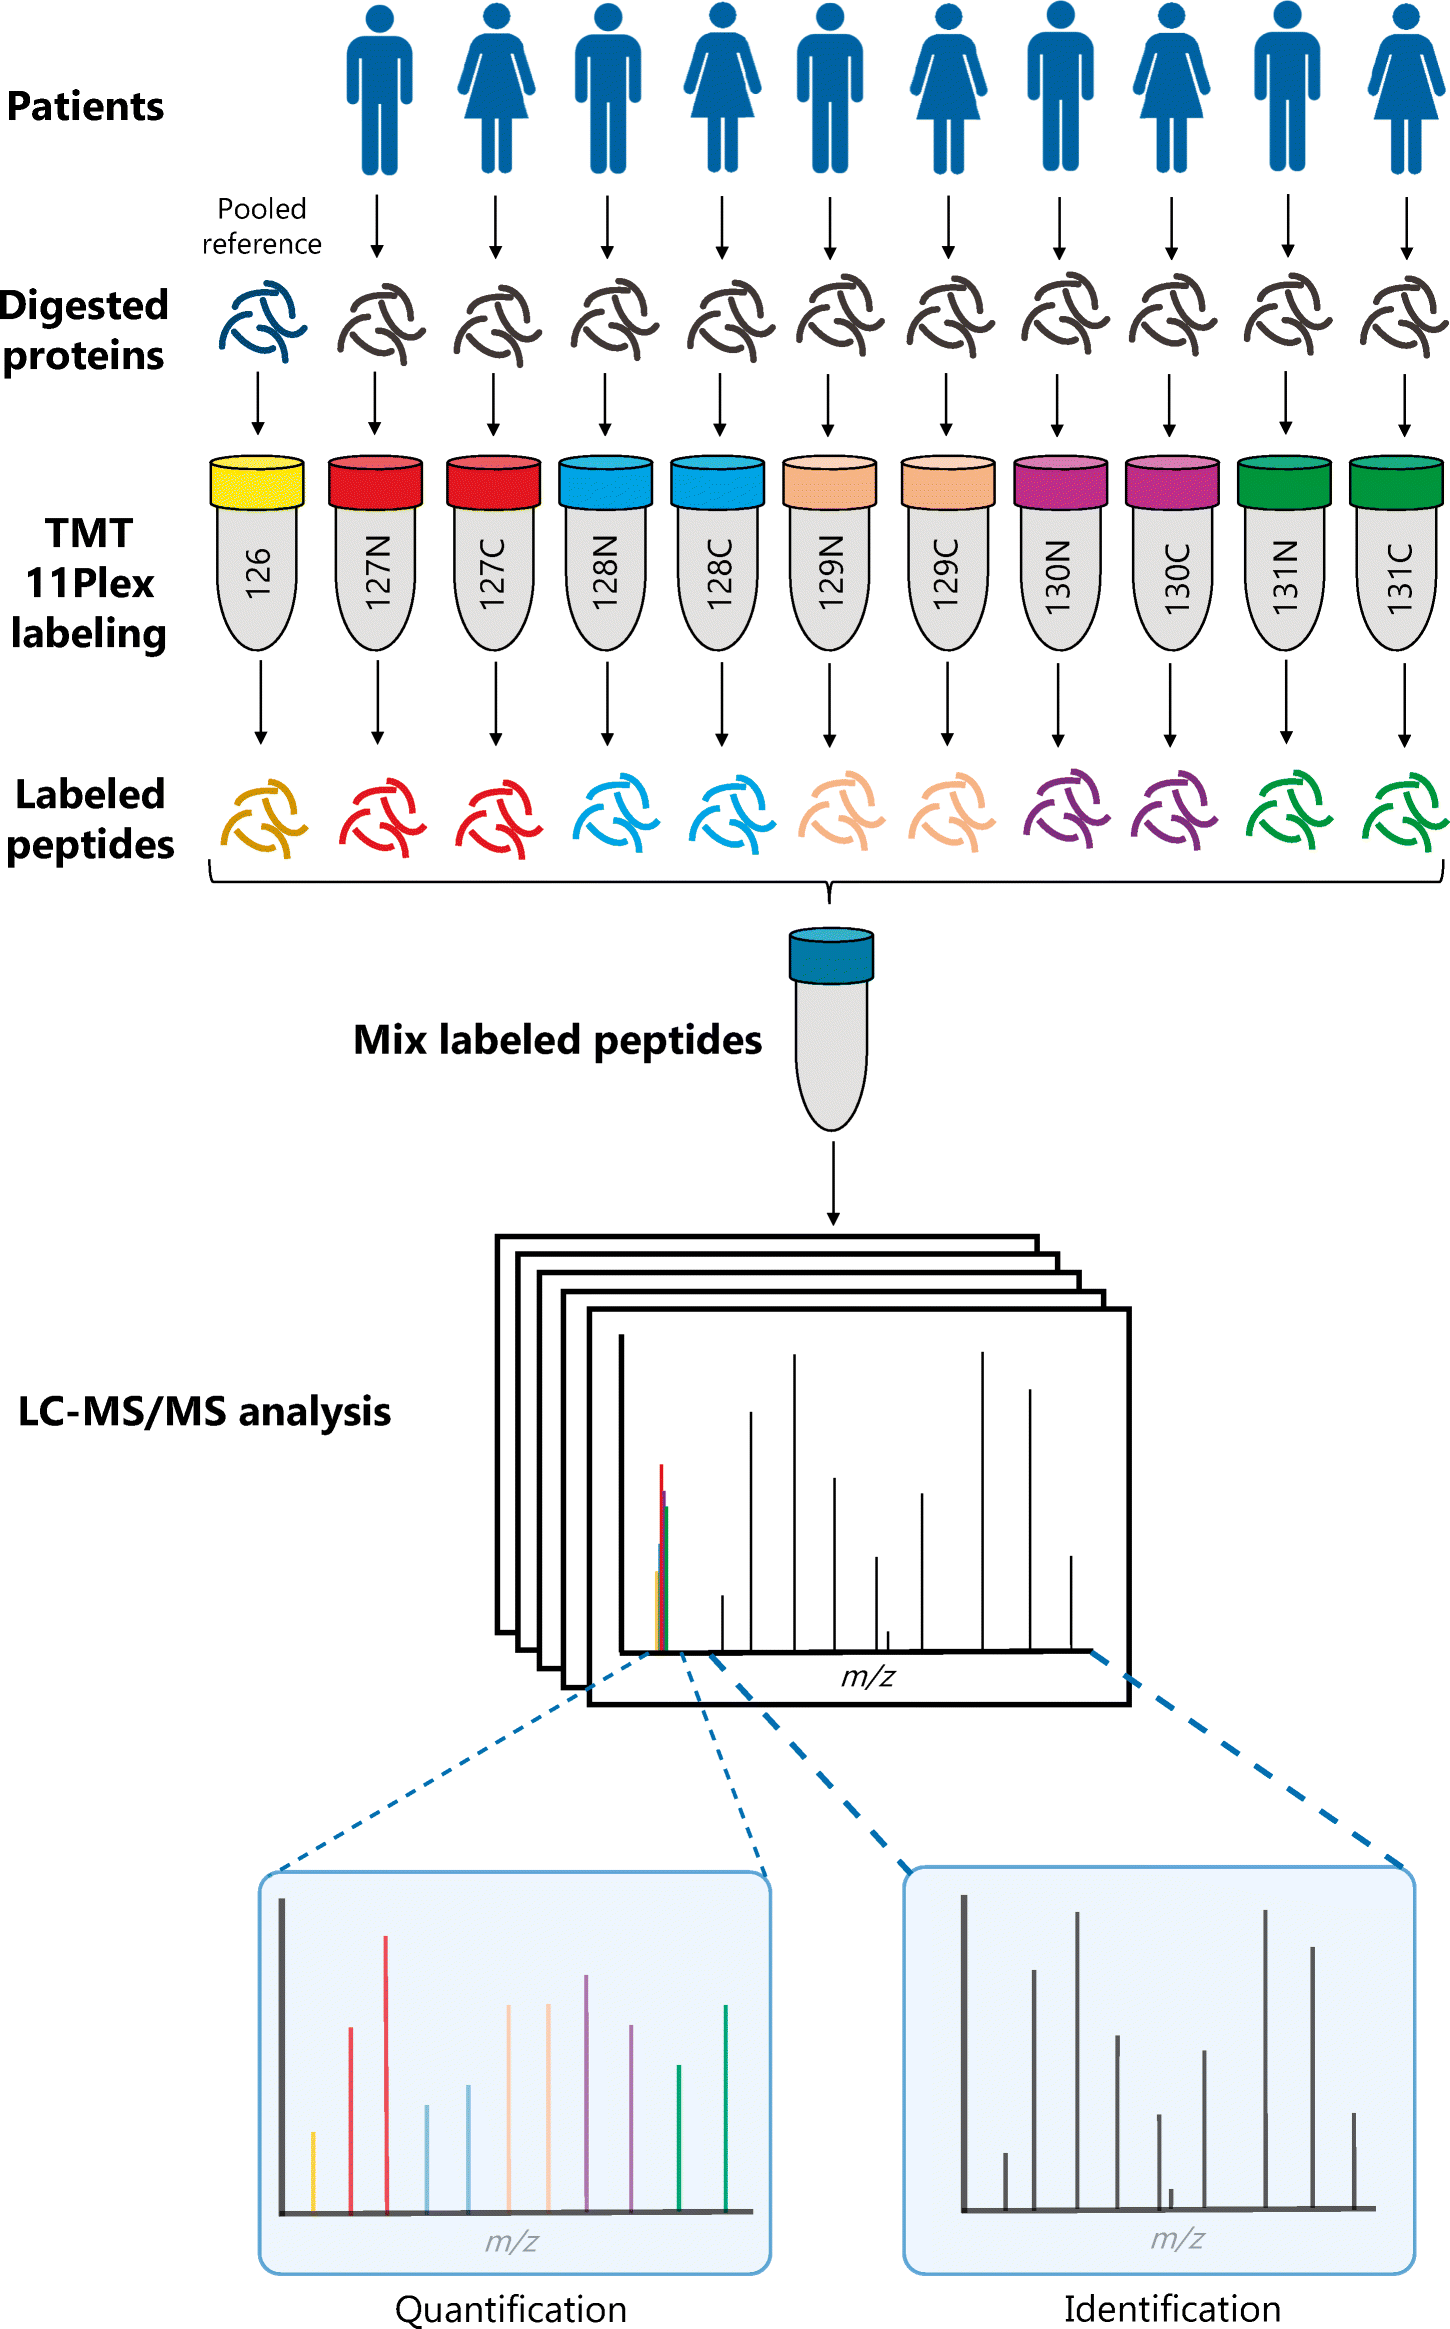 Patients
Pooled
reference
Digested
proteins
TMT
11Plex
labeling
126
127N
127C
128N
128C
129N
129C
130N
130C
131N
131C
Labeled
peptides
Mix labeled peptides
LC-MS/MS analysis
m/z
m/z
m/z
Quantification
Identification